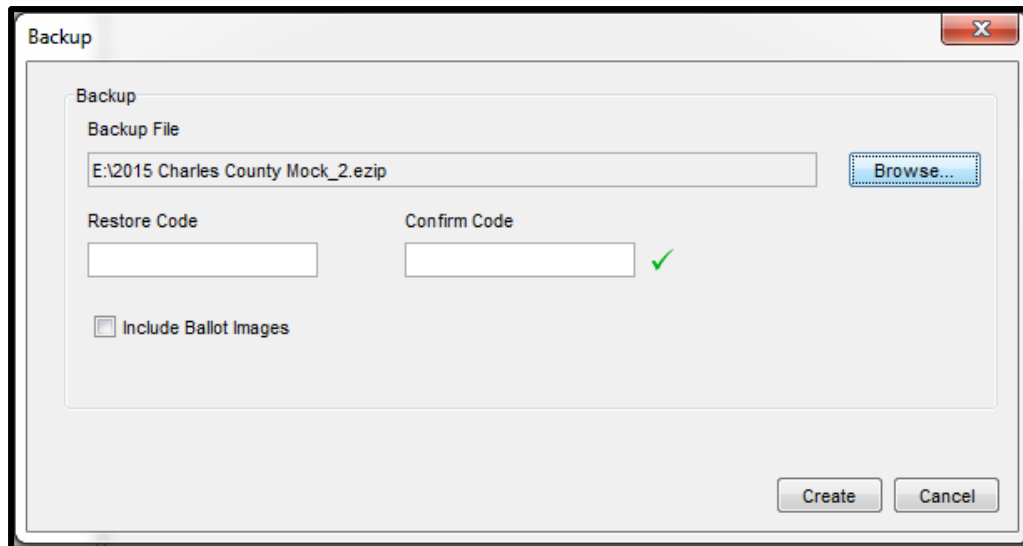 Backup
Backup
Backup File
E:\2015 Charles County Mock_2.ezip Browse...
Restore Code Confirm Code
Include Ballot Images
Create Cancel